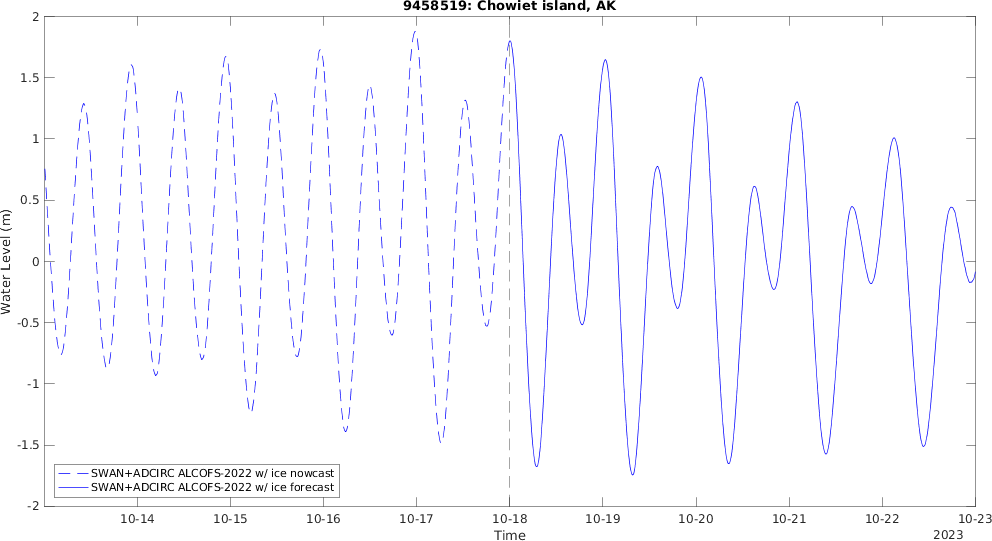 9458519: Chowiet island, AK
2
1.5
1
0.5
0
-0.5
-1
-1.5
-2
Water Level (m)
SWAN+ADCIRC ALCOFS-2022 w/ ice nowcast
SWAN+ADCIRC ALCOFS-2022 w/ ice forecast
10-14 10-15 10-16 10-17 10-18 10-19 10-20 10-21 10-22 10-23
Time
2023